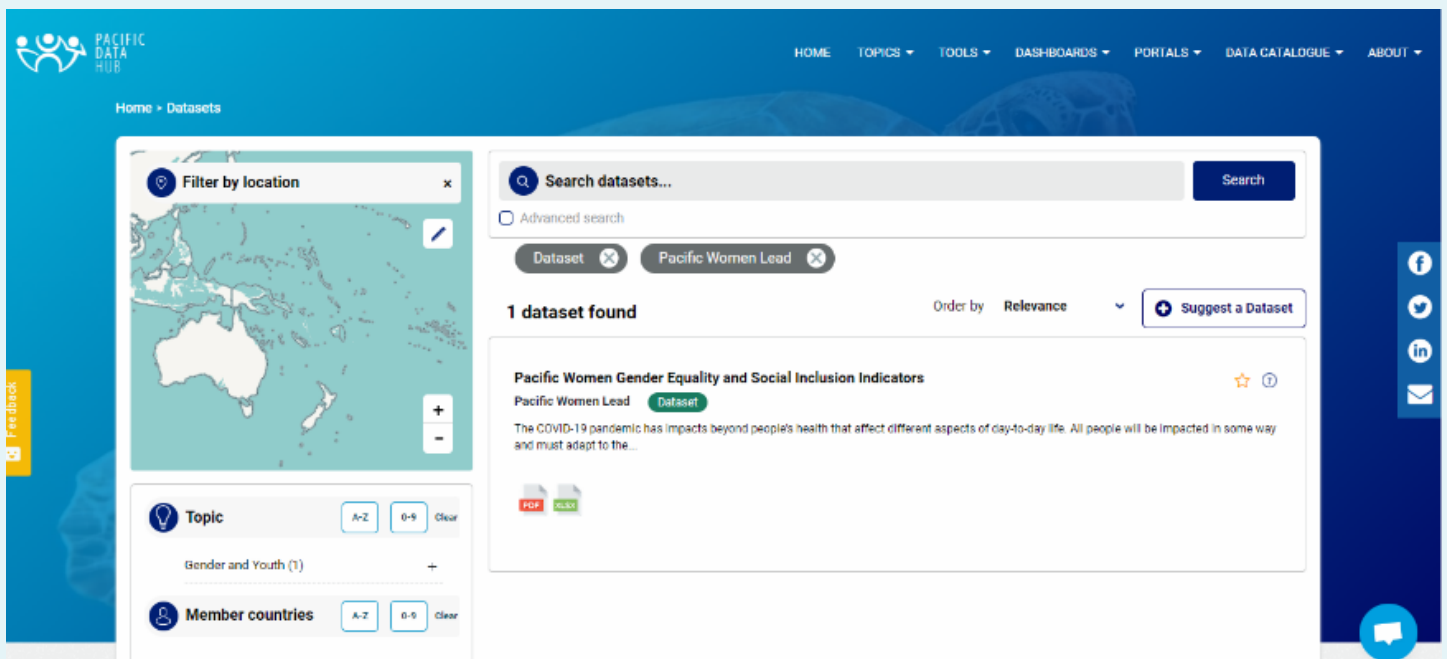 PACIFIC
DATA
HUB
HOME TOPICS TOOLS DASHBOARDS PORTALS DATA CATALOGUE ABOUT
Home > Datasets
Filter by location ×
+
-
Topic A-Z 0-9 Clear
Gender and Youth (1) +
Member countries A-Z 0-9 Clear
Search datasets... Search
Advanced search
Dataset Pacific Women Lead
1 dataset found Order by Relevance Suggest a Dataset
Pacific Women Gender Equality and Social Inclusion Indicators
Pacific Women Lead Dataset
The COVID-19 pandemic has impacts beyond people's health that affect different aspects of day-to-day life. All people will be impacted in some way
and must adapt to the...
PDF XLSX
Feedback